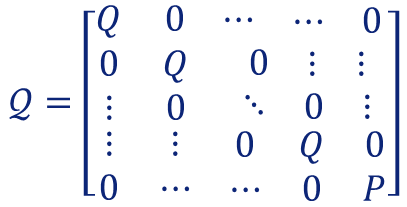 Q 0 ⋯ ⋯ 0
0 Q 0 ⋮ ⋮
𝒬 = ⋮ 0 ⋱ 0 ⋮
⋮ ⋮ 0 Q 0
0 ⋯ ⋯ 0 P